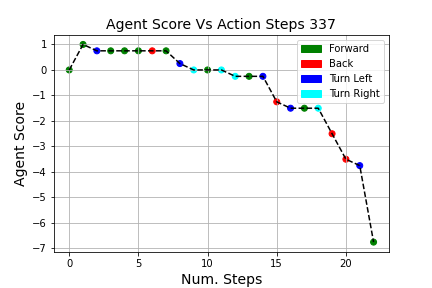 Agent Score Vs Action Steps 337
Agent Score
1
0
−1
−2
−3
−4
−5
−6
−7
Forward
Back
Turn Left
Turn Right
0 5 10 15 20
Num. Steps